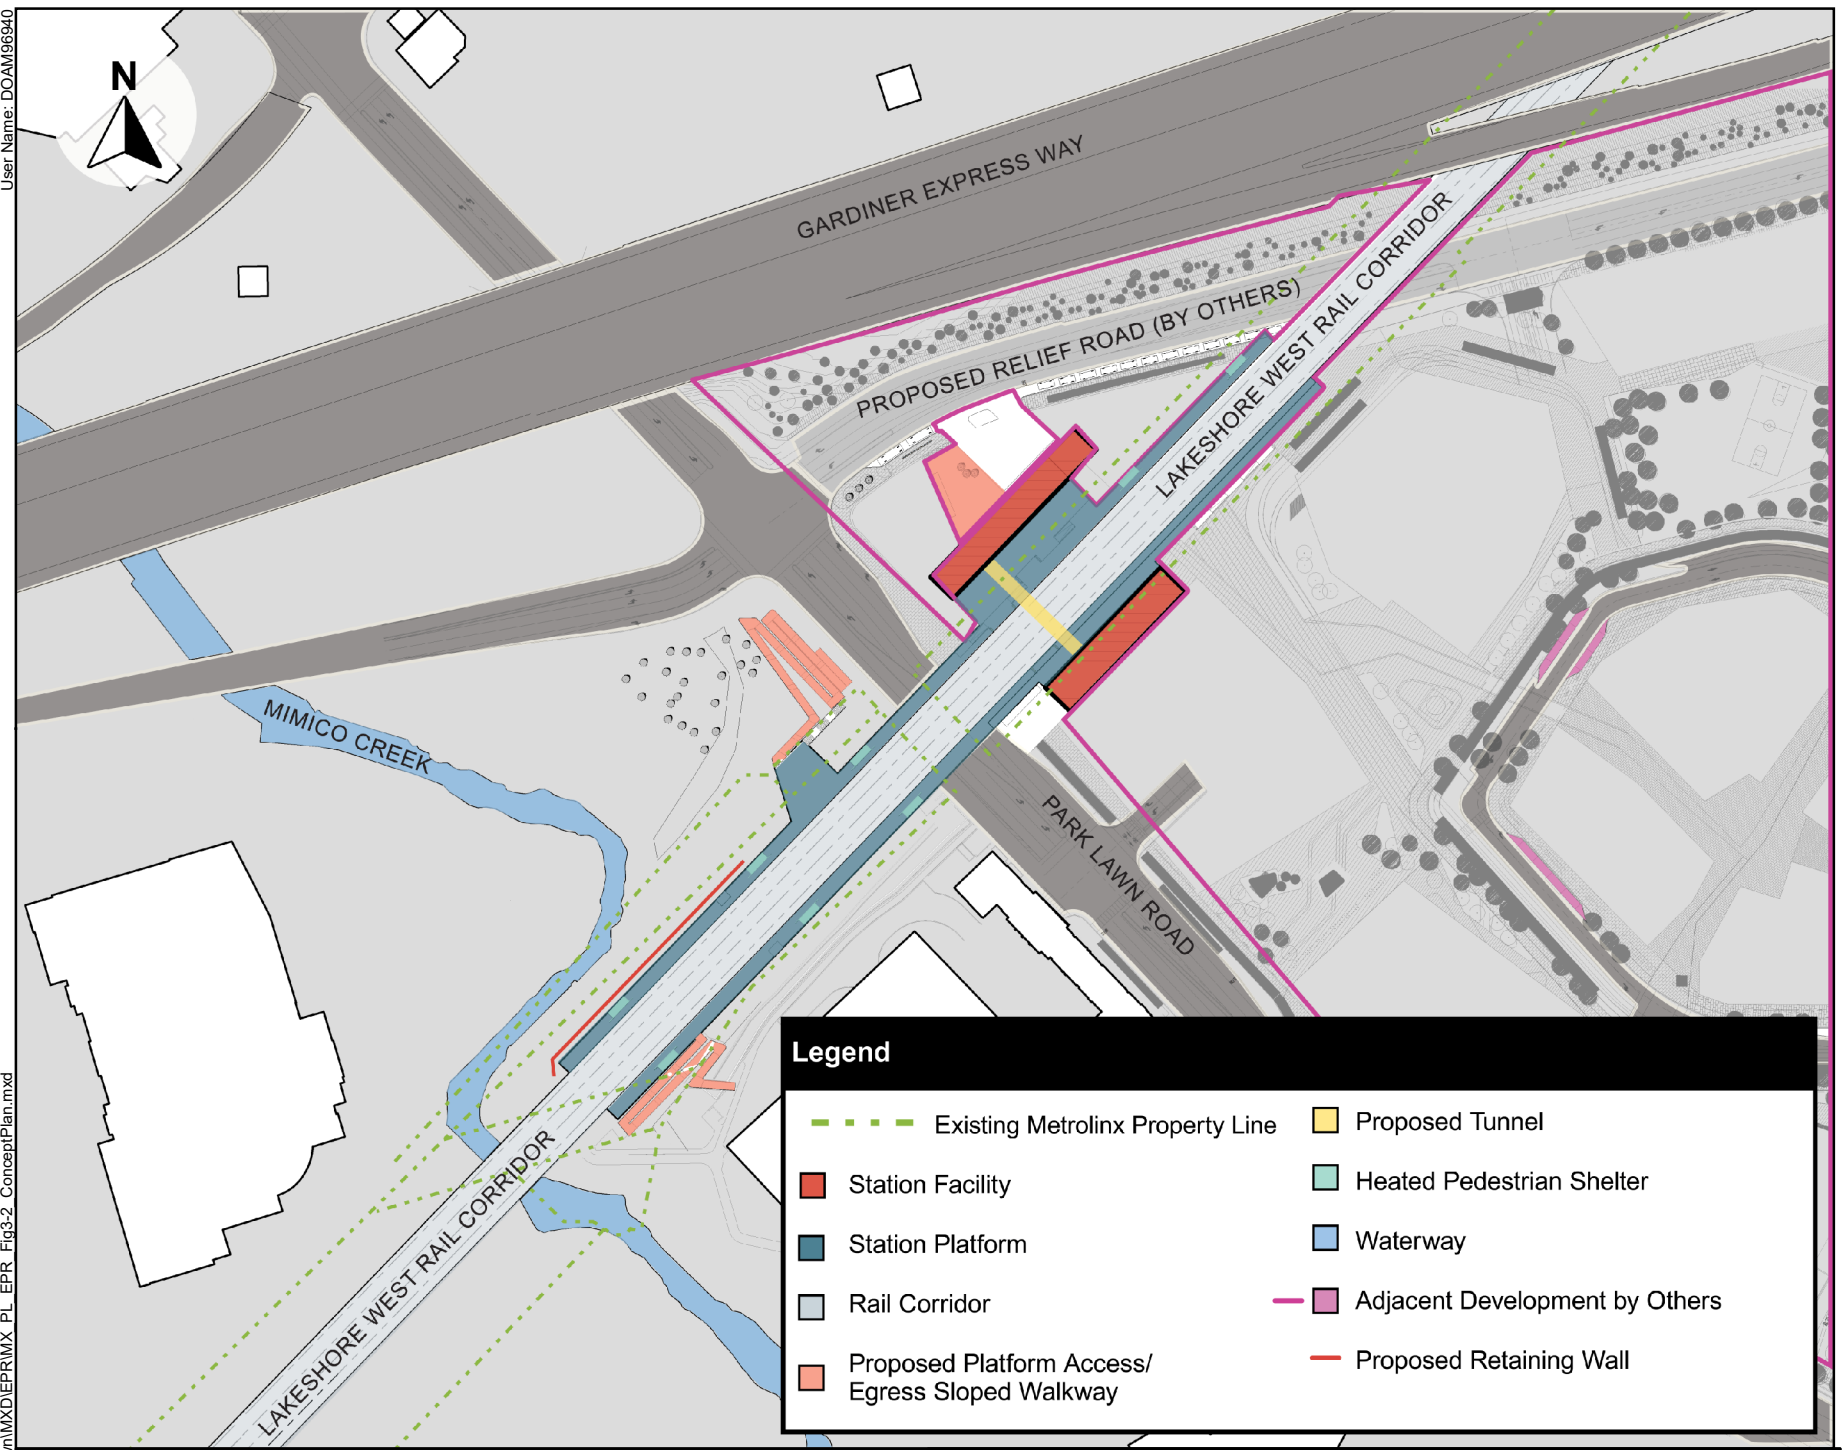 User Name: DOAM96940
N
GARDINER EXPRESS WAY
LAKESHORE WEST RAIL CORRIDOR
PROPOSED RELIEF ROAD (BY OTHERS)
MIMICO CREEK
PARK LAWN ROAD
LAKESHORE WEST RAIL CORRIDOR
n\MXD\EPR\MX_PL_EPR_Fig3-2_ConceptPlan.mxd
Legend
Existing Metrolinx Property Line
Station Facility
Station Platform
Rail Corridor
Proposed Platform Access/
Egress Sloped Walkway
Proposed Tunnel
Heated Pedestrian Shelter
Waterway
Adjacent Development by Others
Proposed Retaining Wall